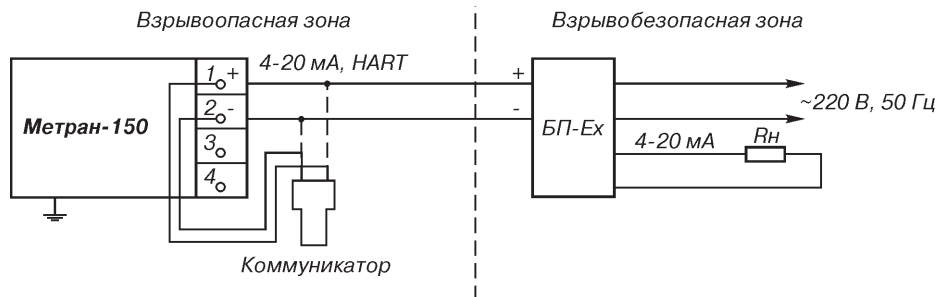 Взрывоопасная зона
Взрывобезопасная зона
4-20 мА, HART
1 +
2 -
3
4
Метран-150
+
-
БП-Ех
~220 В, 50 Гц
4-20 мА
Rн
Коммуникатор